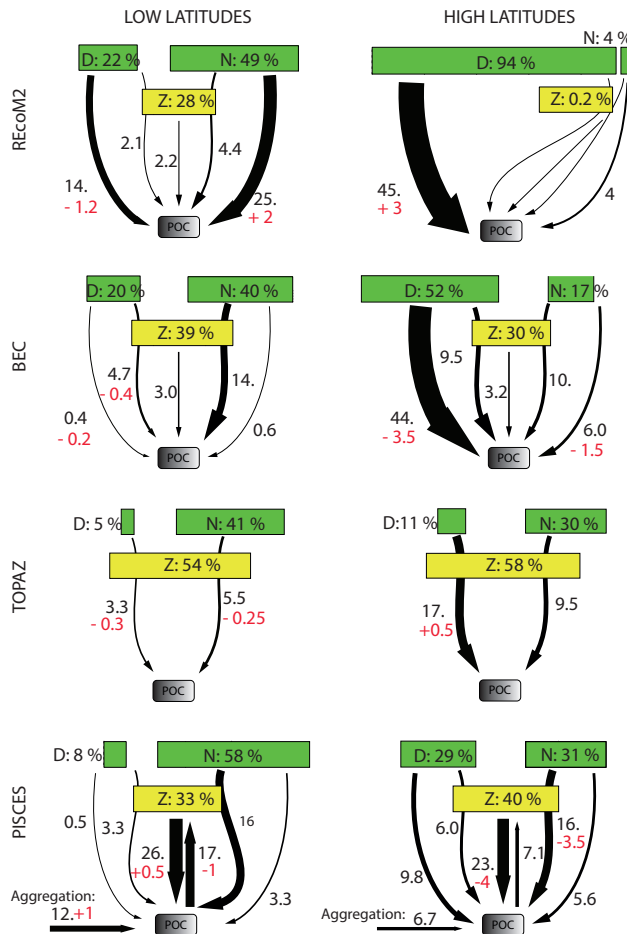 LOW LATITUDES
HIGH LATITUDES
REcoM2
D: 22 %
N: 49 %
Z: 28 %
2.1
2.2
4.4
14.
- 1.2
25.
+ 2
POC
N: 4 %
D: 94 %
Z: 0.2 %
45.
+ 3
4
POC
BEC
D: 20 %
N: 40 %
Z: 39 %
4.7
- 0.4
3.0
14.
0.4
- 0.2
0.6
POC
D: 52 %
N: 17 %
Z: 30 %
9.5
3.2
10.
44.
- 3.5
6.0
- 1.5
POC
TOPAZ
D: 5 %
N: 41 %
Z: 54 %
3.3
- 0.3
5.5
- 0.25
POC
D:11 %
N: 30 %
Z: 58 %
17.
+0.5
9.5
POC
PISCES
D: 8 %
N: 58 %
Z: 33 %
0.5
3.3
26.
+0.5
17.
-1
16
3.3
Aggregation:
12.+1
POC
D: 29 %
N: 31 %
Z: 40 %
6.0
23.
-4
7.1
16.
-3.5
9.8
5.6
Aggregation:
6.7
POC